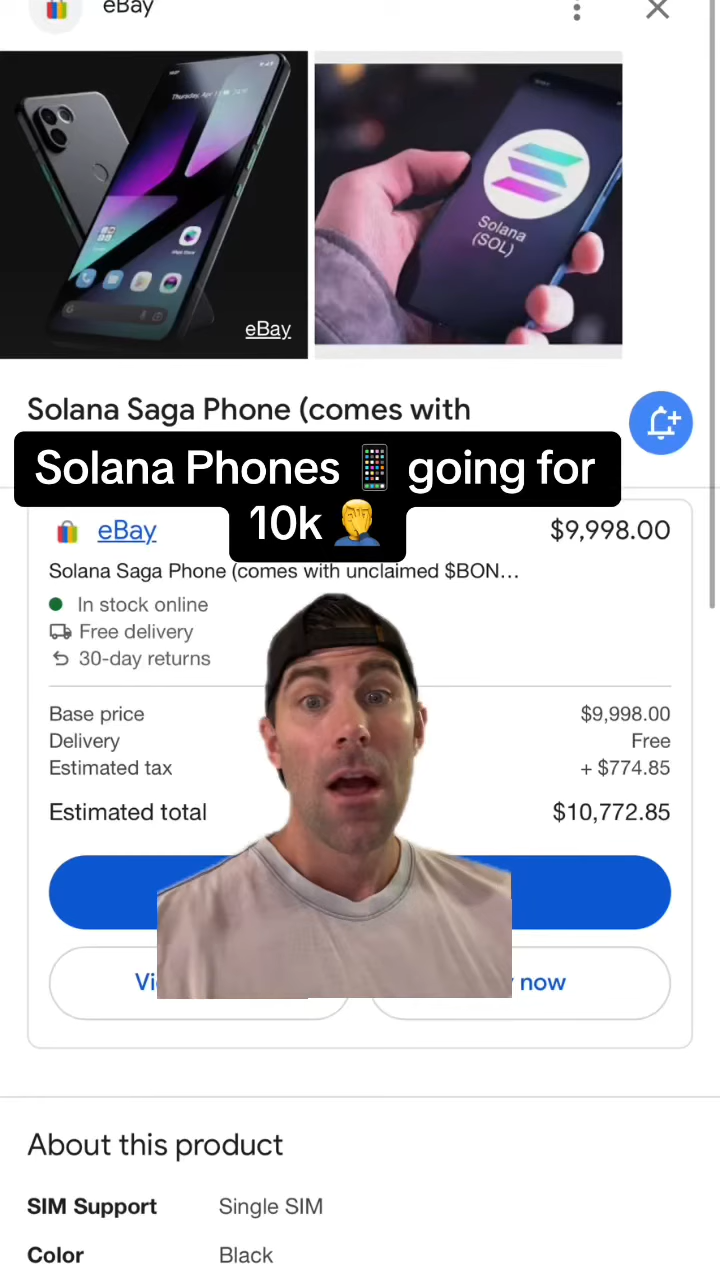 eBay
Thursday, Apr
eBay
Solana
(SOL)
Solana Saga Phone (comes with
Solana Phones 📱 going for
10k 🤦‍♂️
eBay
$9,998.00
Solana Saga Phone (comes with unclaimed $BON...
In stock online
Free delivery
30-day returns
Base price $9,998.00
Delivery Free
Estimated tax + $774.85
Estimated total $10,772.85
now
About this product
SIM Support Single SIM
Color Black